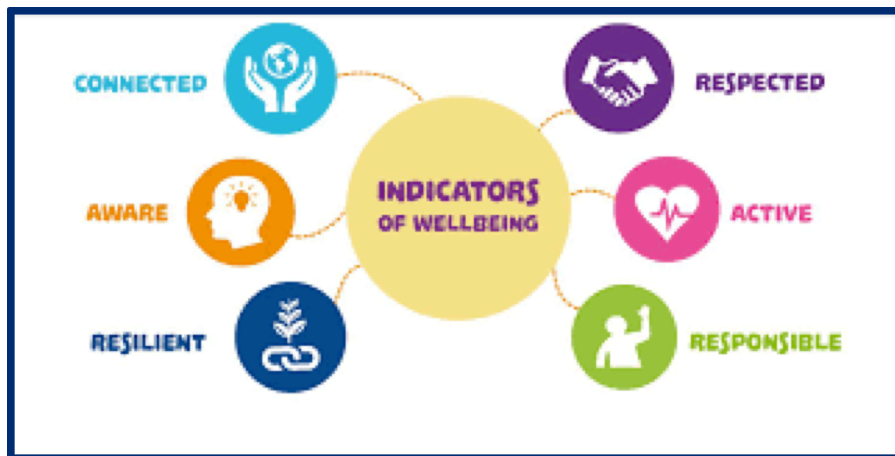 CONNECTED
RESPECTED
INDICATORS
OF WELLBEING
AWARE
ACTIVE
RESILIENT
RESPONSIBLE